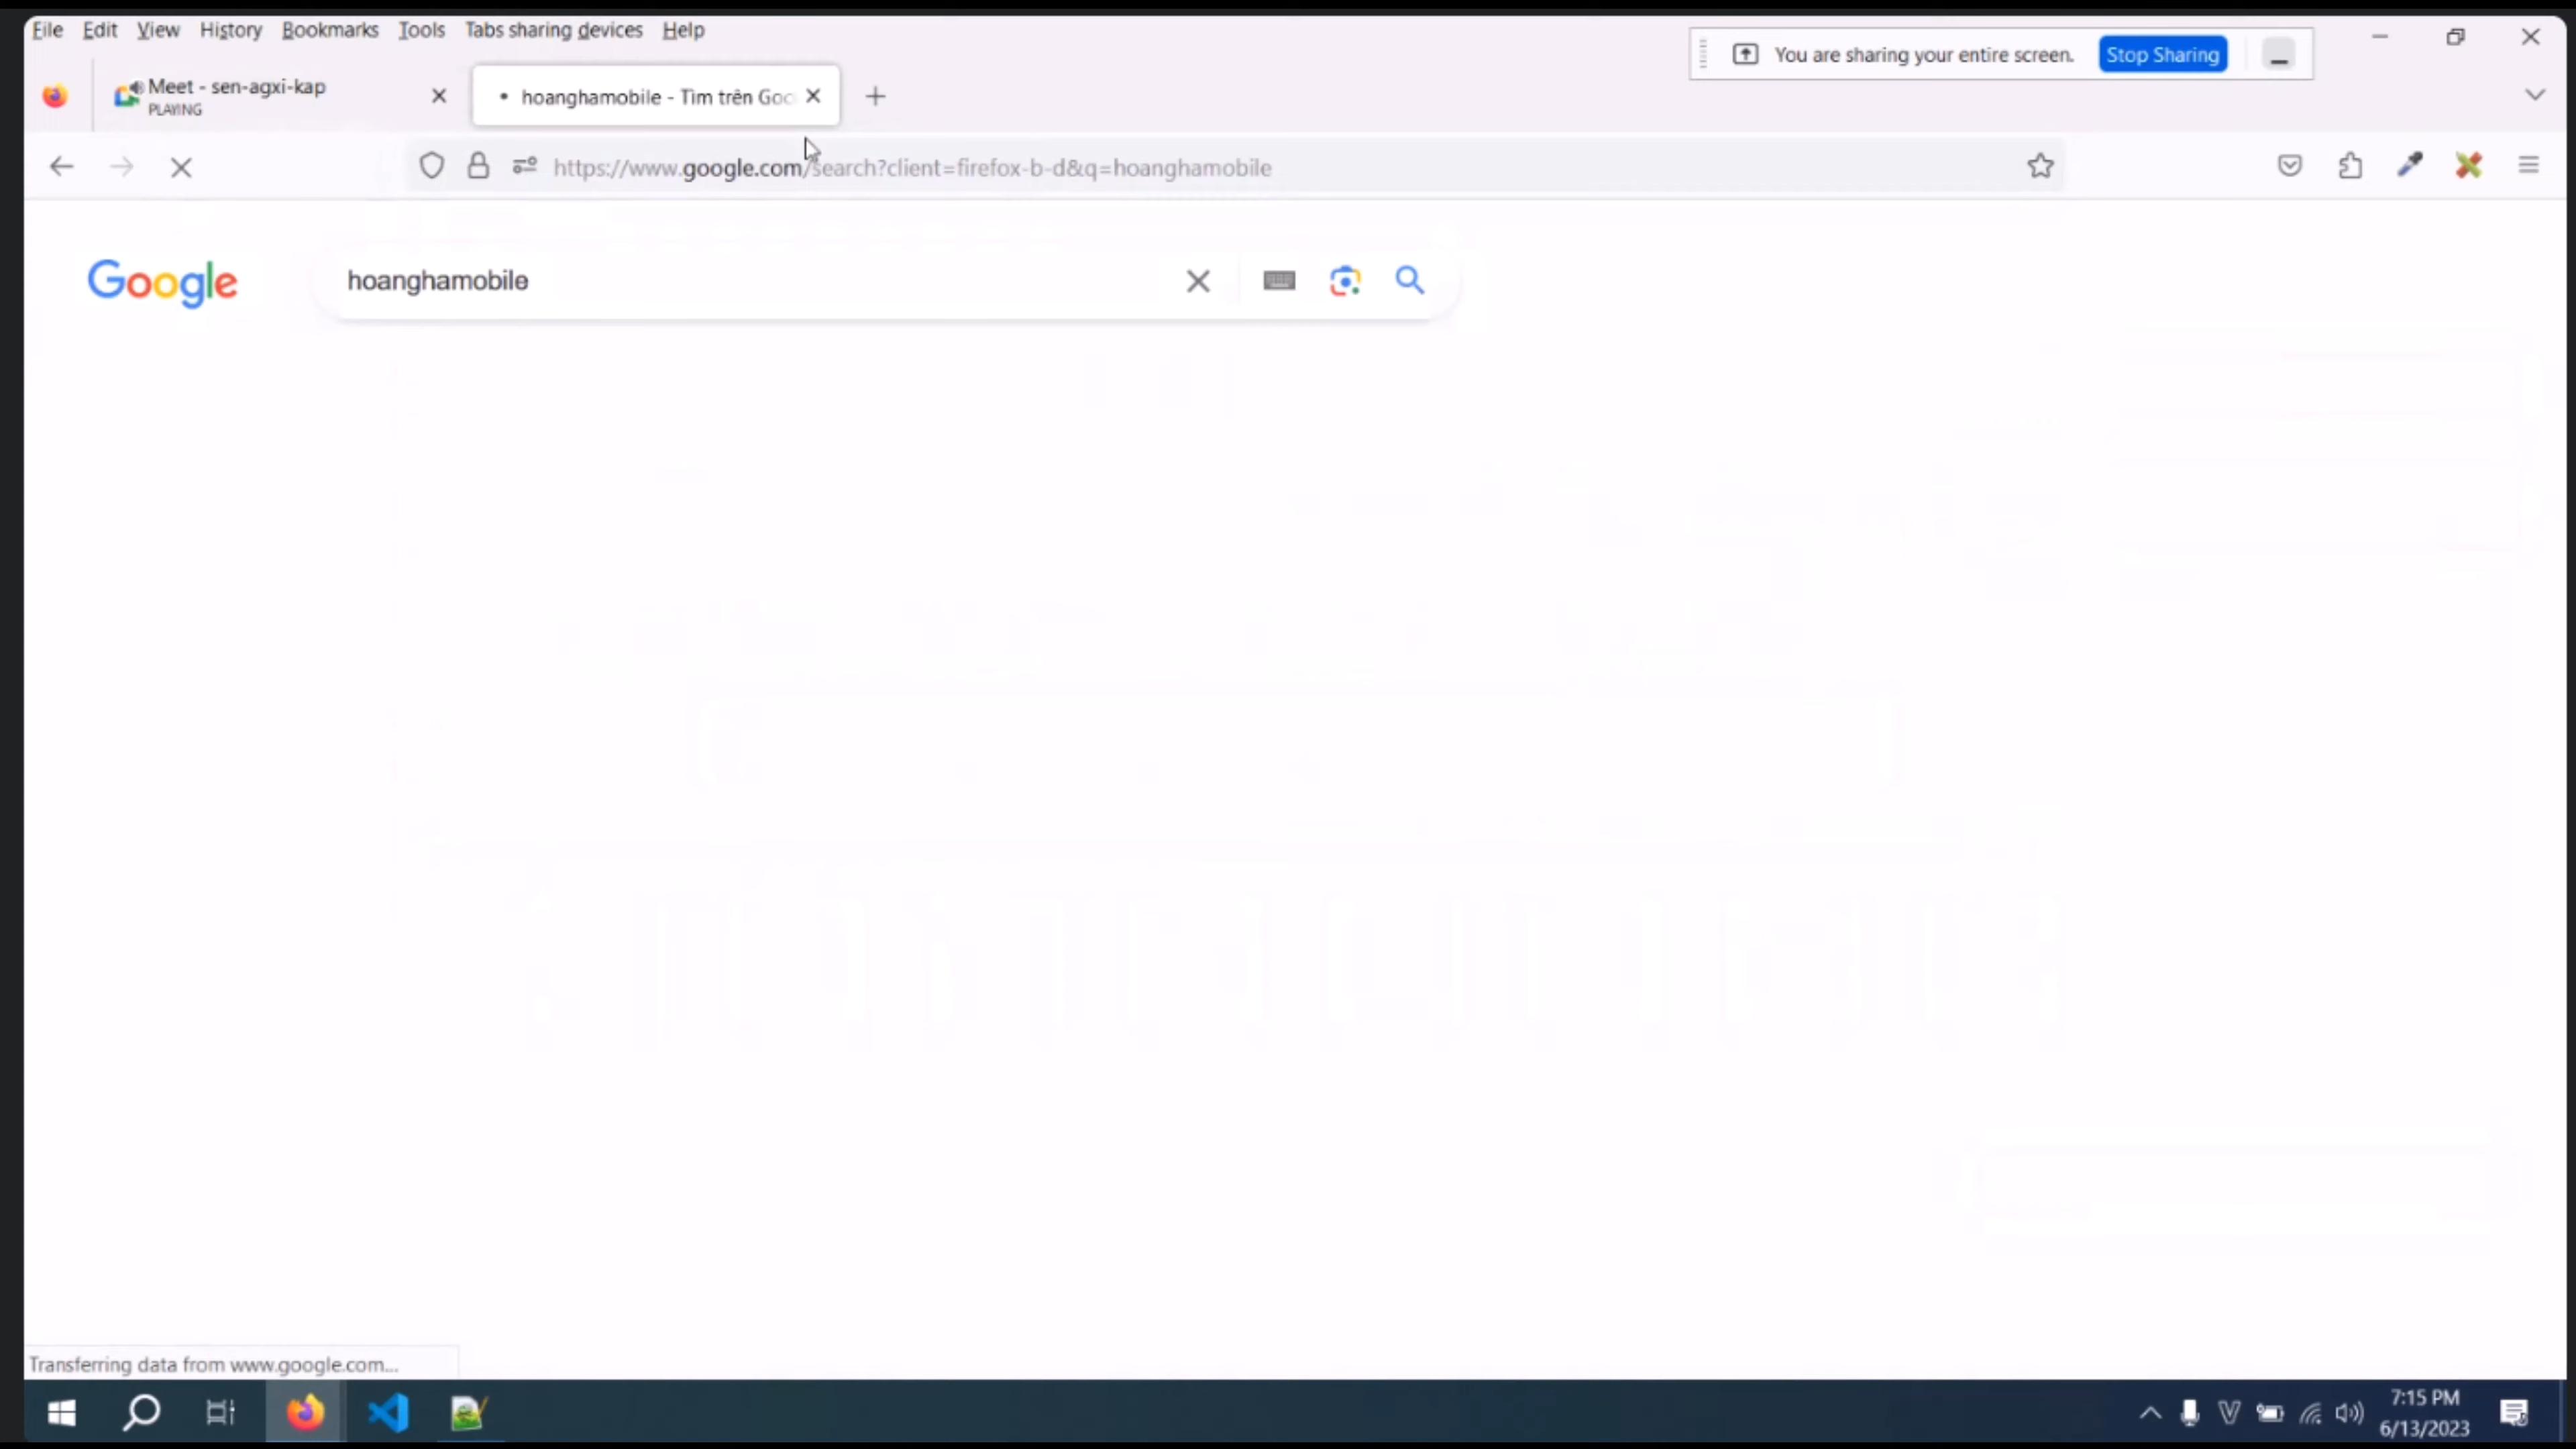 File Edit View History Bookmarks Tools Tabs sharing devices Help
You are sharing your entire screen. Stop Sharing
Meet - sen-agxi-kap
PLAYING
hoanghamobile - Tìm trên Goo
https://www.google.com/search?client=firefox-b-d&q=hoanghamobile
Google
hoanghamobile
Transferring data from www.google.com...
7:15 PM
6/13/2023